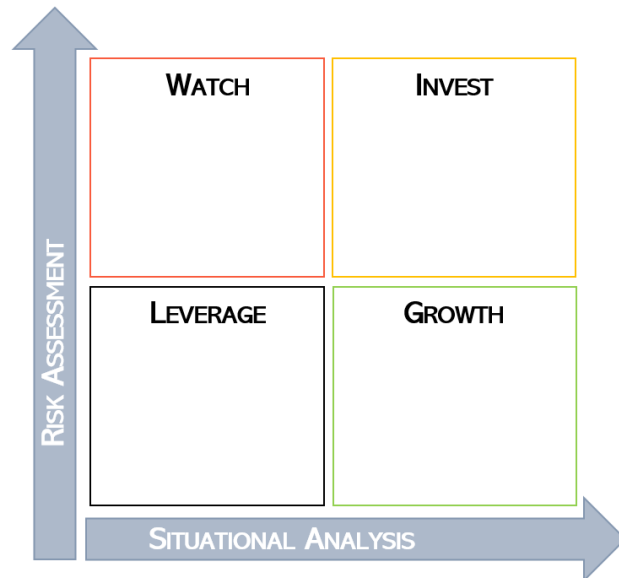 WATCH
INVEST
LEVERAGE
GROWTH
RISK ASSESSMENT
SITUATIONAL ANALYSIS